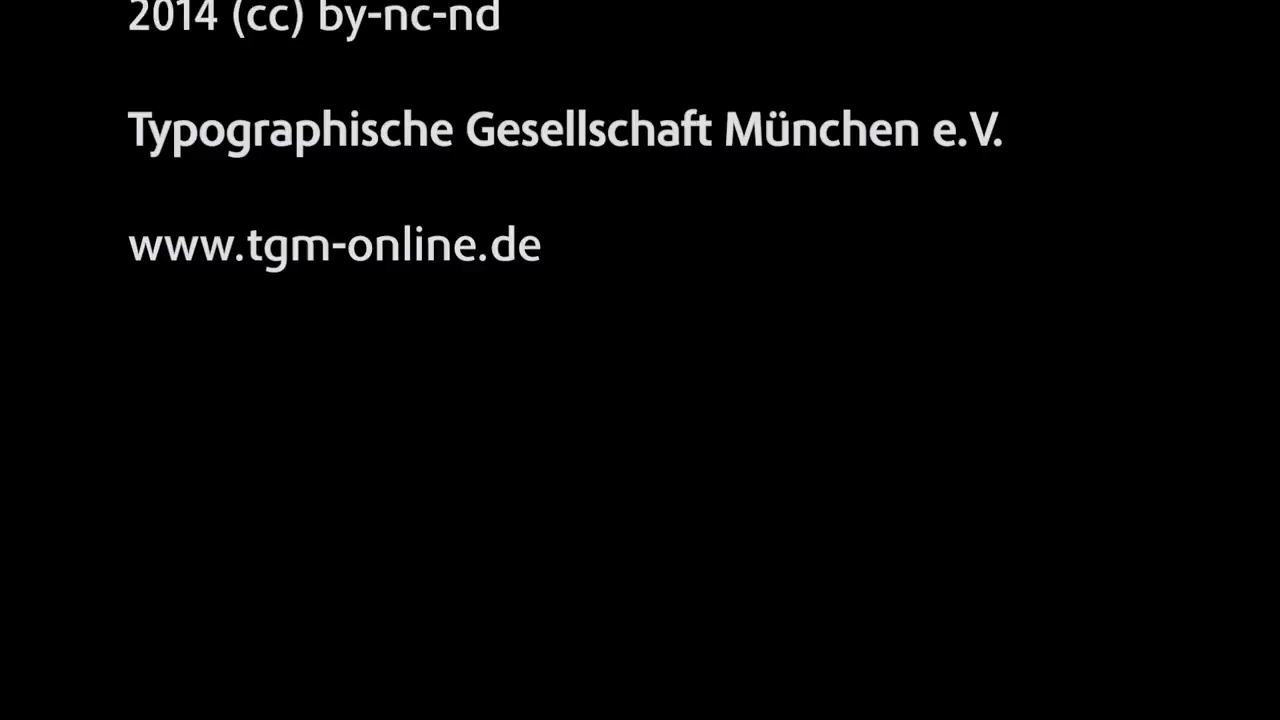 2014 (cc) by-nc-nd
Typographische Gesellschaft München e.V.
www.tgm-online.de